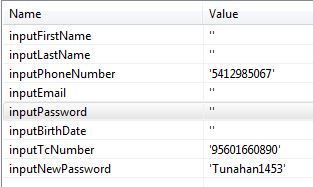 Name Value
inputFirstName ''
inputLastName ''
inputPhoneNumber '5412985067'
inputEmail ''
inputPassword ''
inputBirthDate ''
inputTcNumber '95601660890'
inputNewPassword 'Tunahan1453'